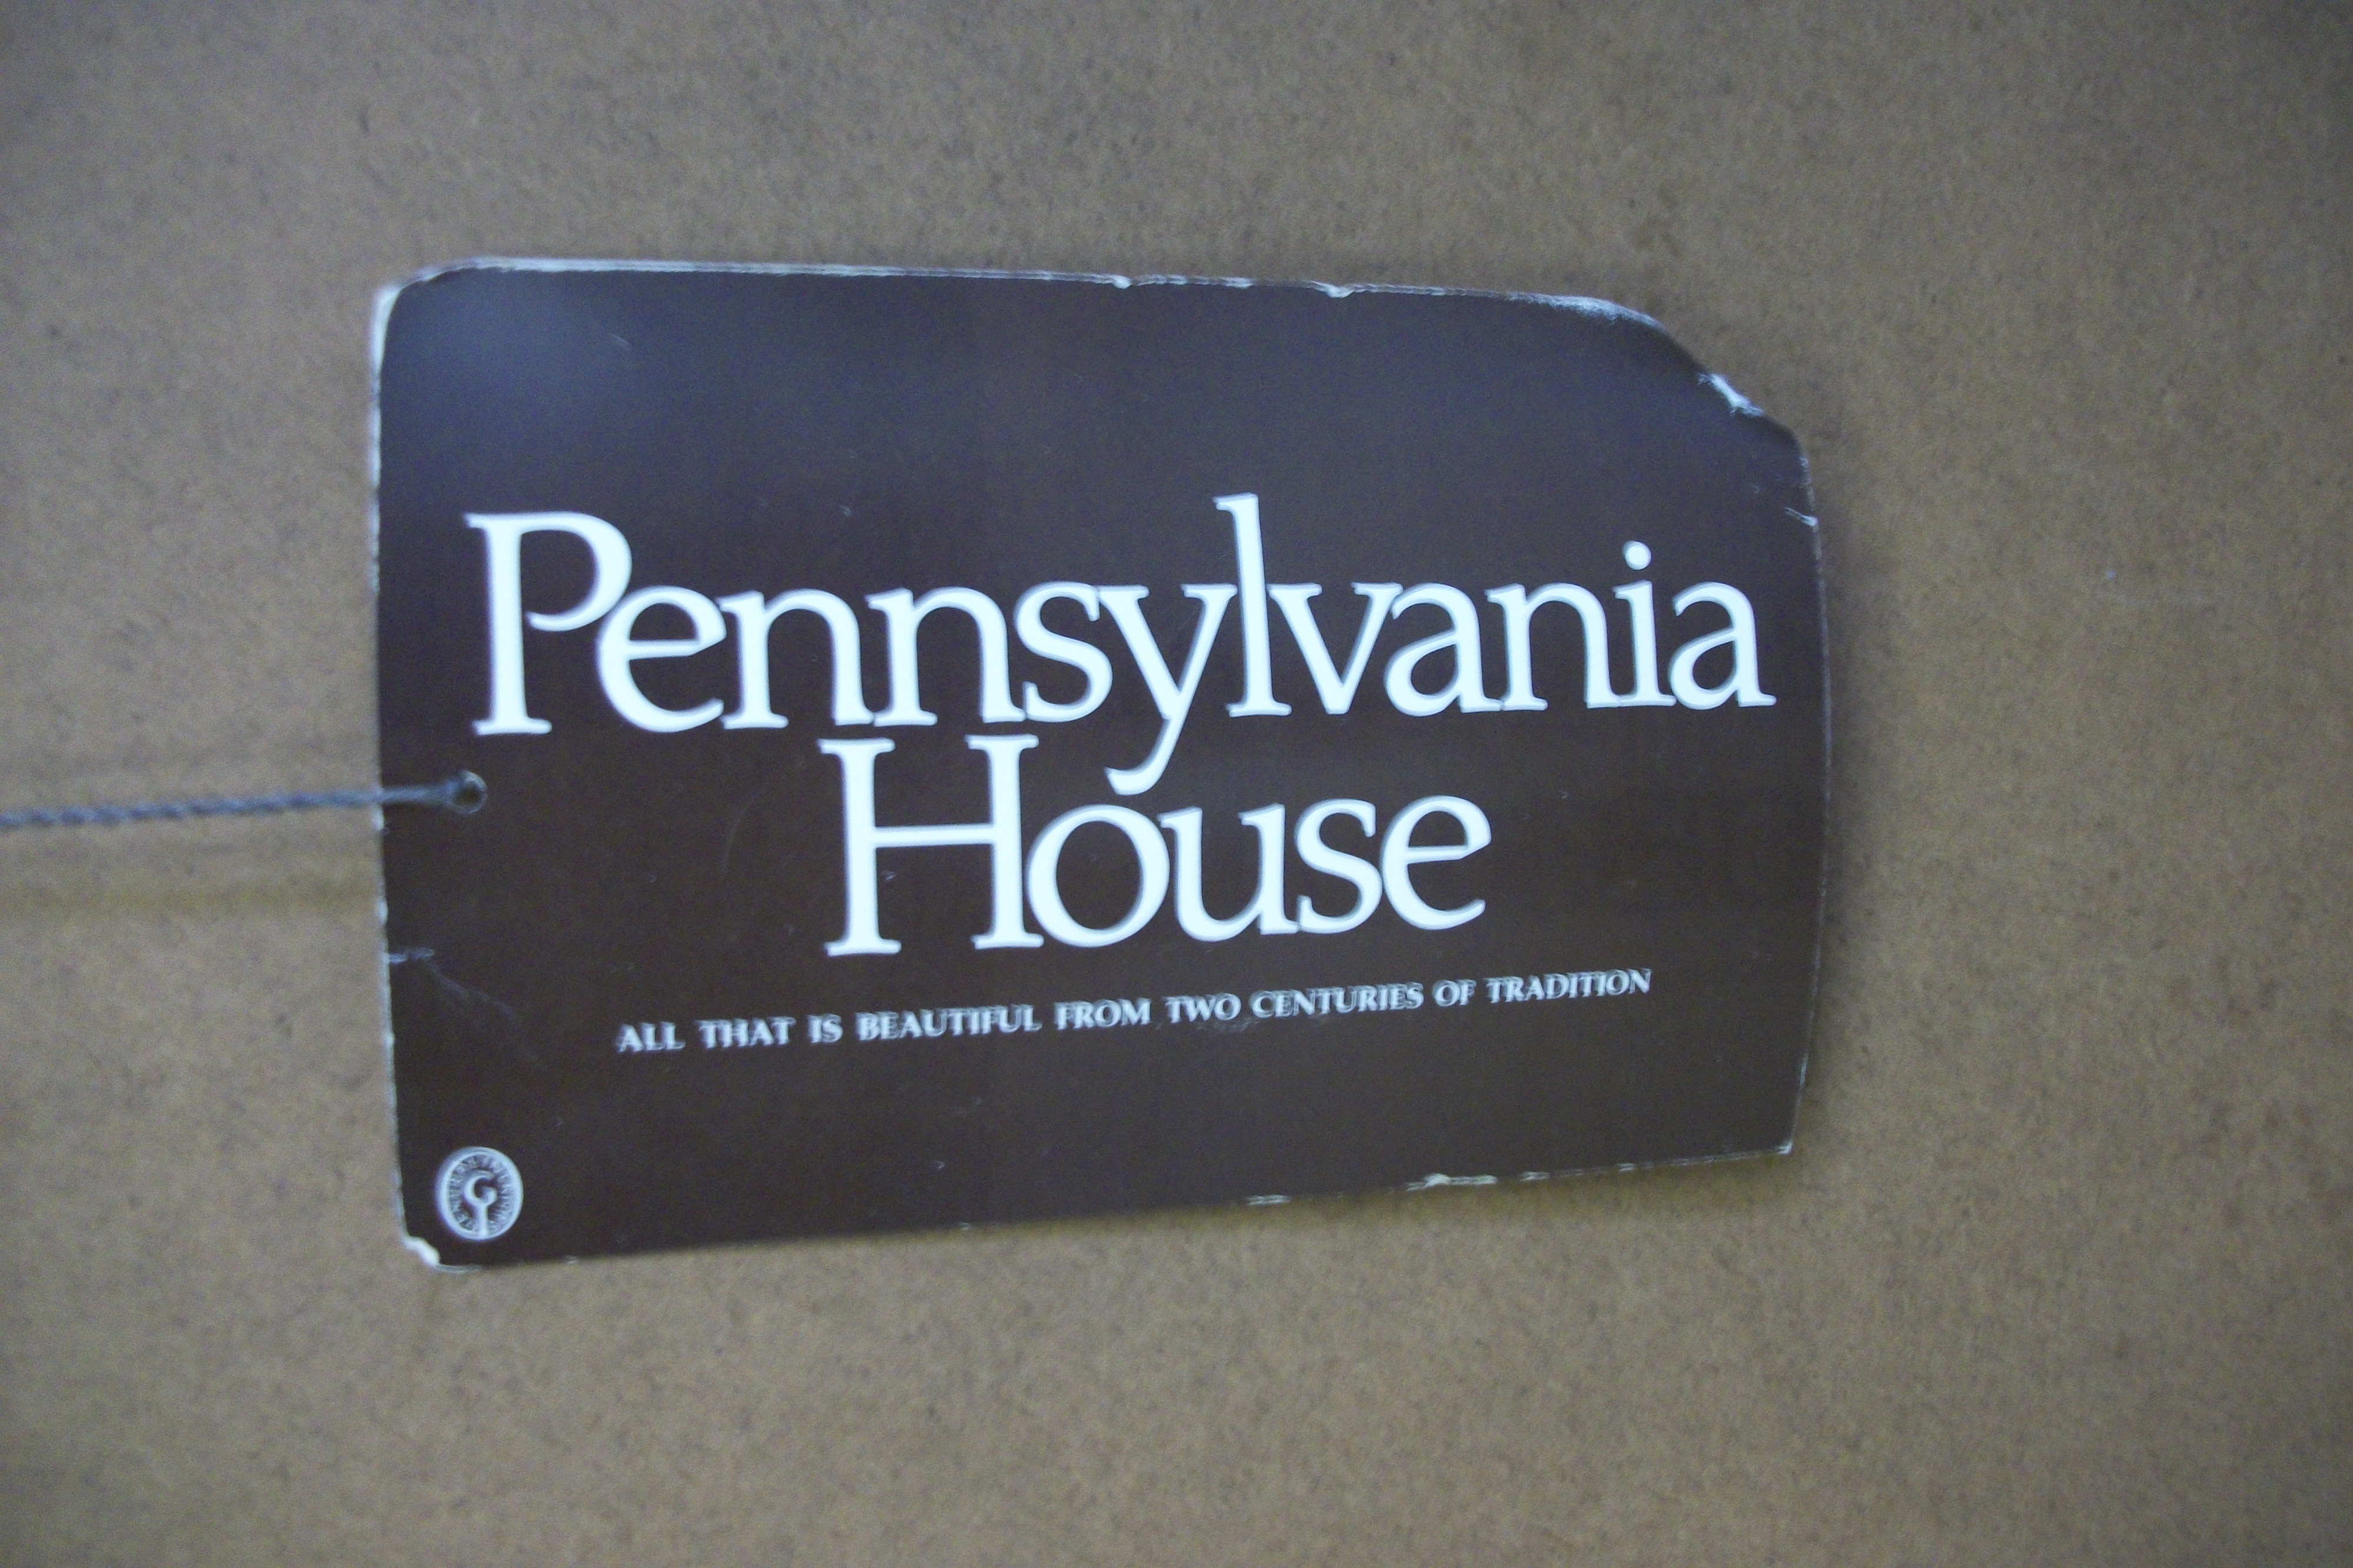 Pennsylvania
House
ALL THAT IS BEAUTIFUL FROM TWO CENTURIES OF TRADITION